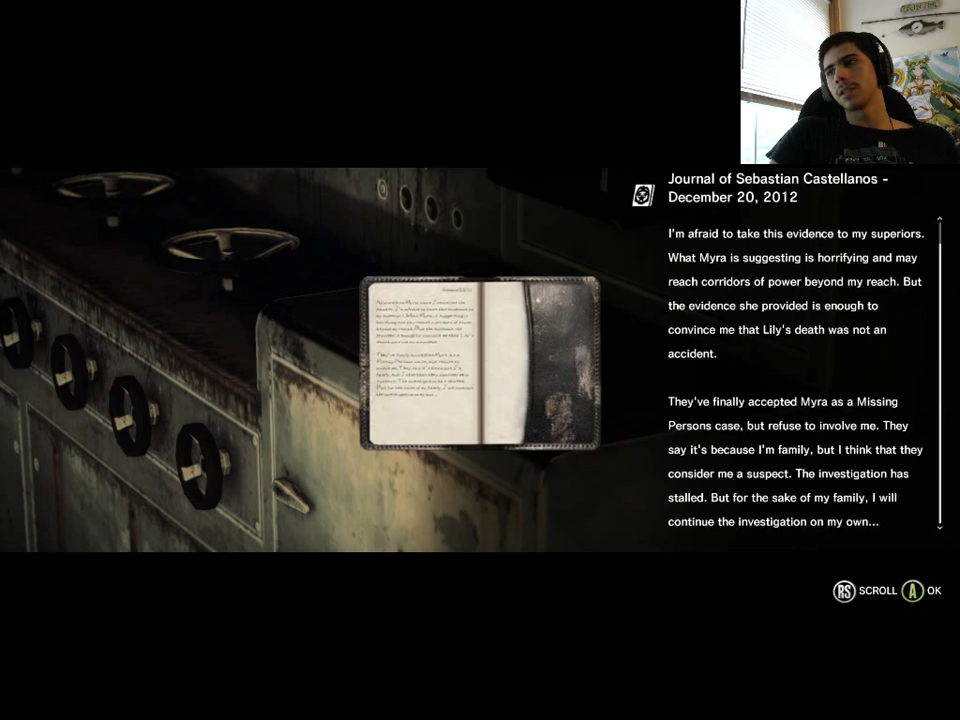 Journal of Sebastian Castellanos -
December 20, 2012
I'm afraid to take this evidence to my superiors.
What Myra is suggesting is horrifying and may
reach corridors of power beyond my reach. But
the evidence she provided is enough to
convince me that Lily's death was not an
accident.
They've finally accepted Myra as a Missing
Persons case, but refuse to involve me. They
say it's because I'm family, but I think that they
consider me a suspect. The investigation has
stalled. But for the sake of my family, I will
continue the investigation on my own...
RS SCROLL A OK